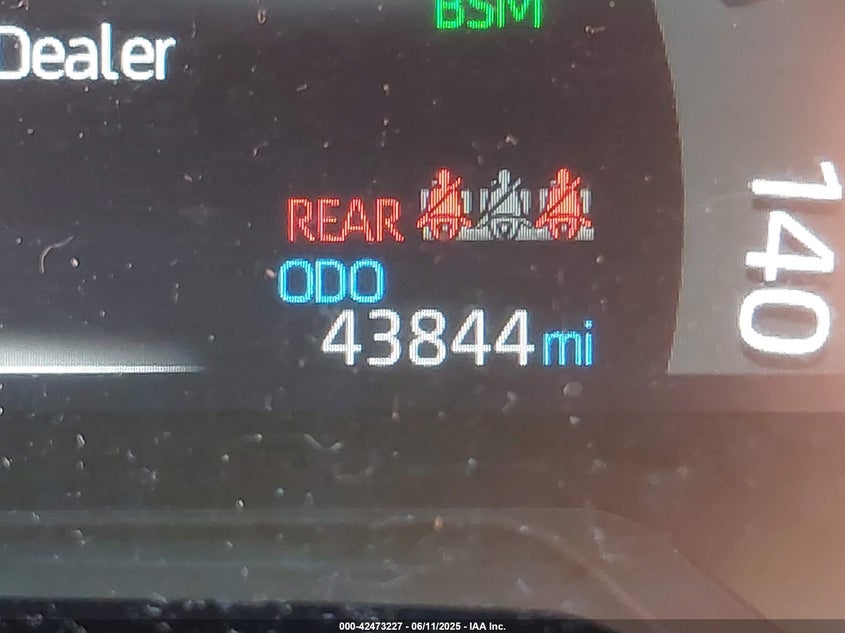 BSM
Dealer
REAR
ODO
43844 mi
140
000-42473227 - 06/11/2025 - IAA Inc.